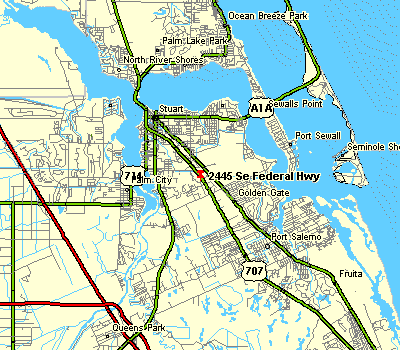 Ocean Breeze Park
Palm Lake Park
North River Shores
Stuart
A1A
Sewalls Point
Port Sewall
Seminole Sho
714
Palm City
2445 Se Federal Hwy
Golden Gate
Port Salerno
707
Fruita
Queens Park